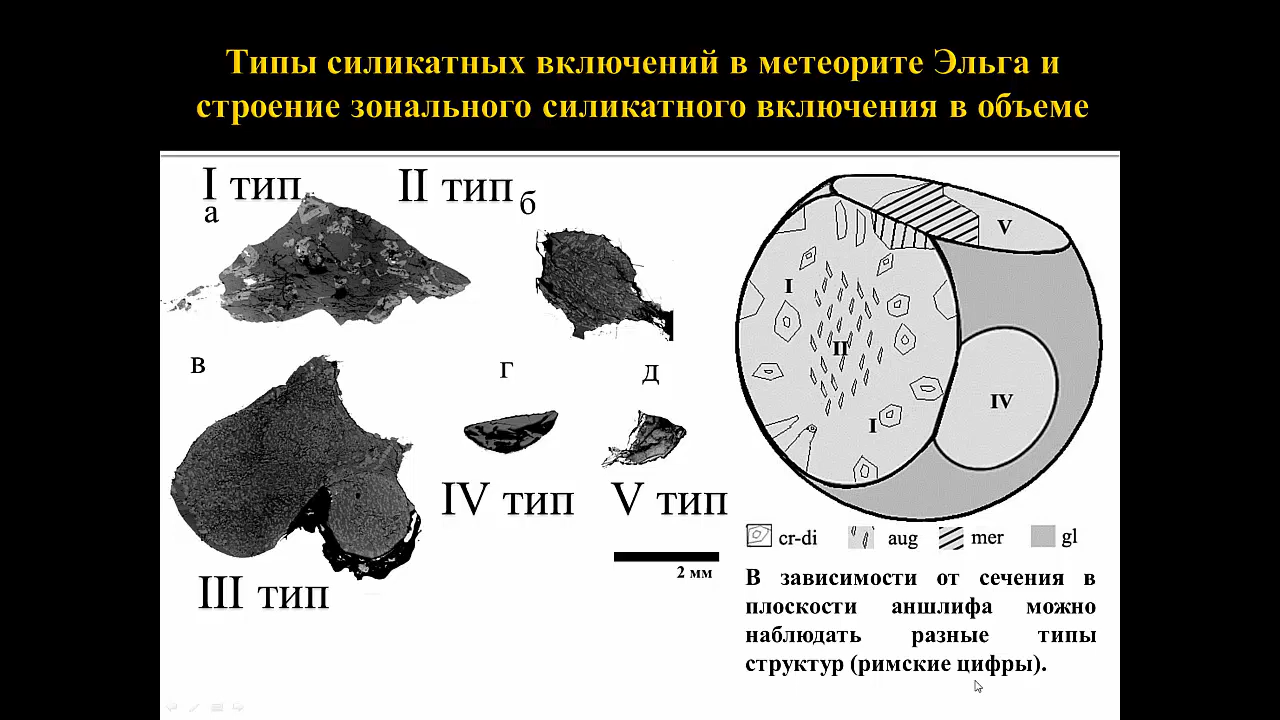 Типы силикатных включений в метеорите Эльга и
строение зонального силикатного включения в объеме
I тип
а
II тип
б
в
г
д
III тип
IV тип
V тип
2 мм
V
I
II
IV
I
cr-di
aug
mer
gl
В зависимости от сечения в
плоскости аншлифа можно
наблюдать разные типы
структур (римские цифры).